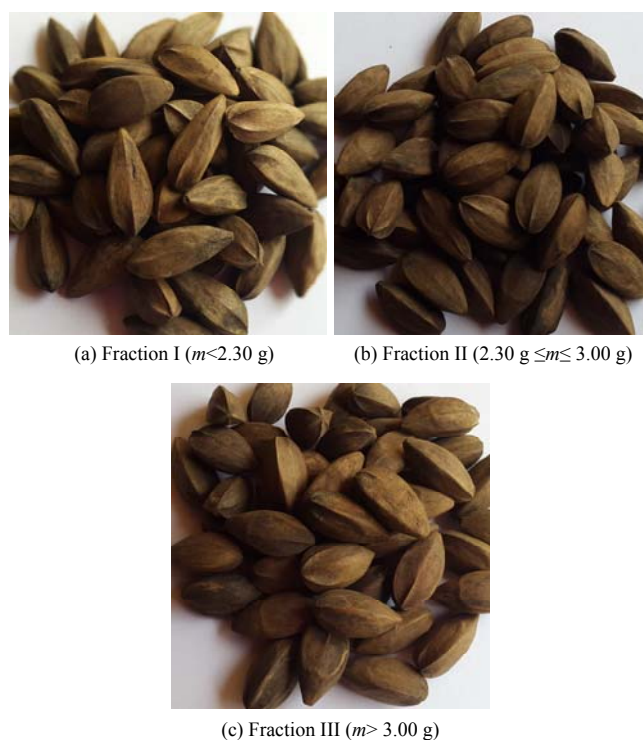 (a) Fraction I (m<2.30 g)
(b) Fraction II (2.30 g ≤m≤ 3.00 g)
(c) Fraction III (m> 3.00 g)